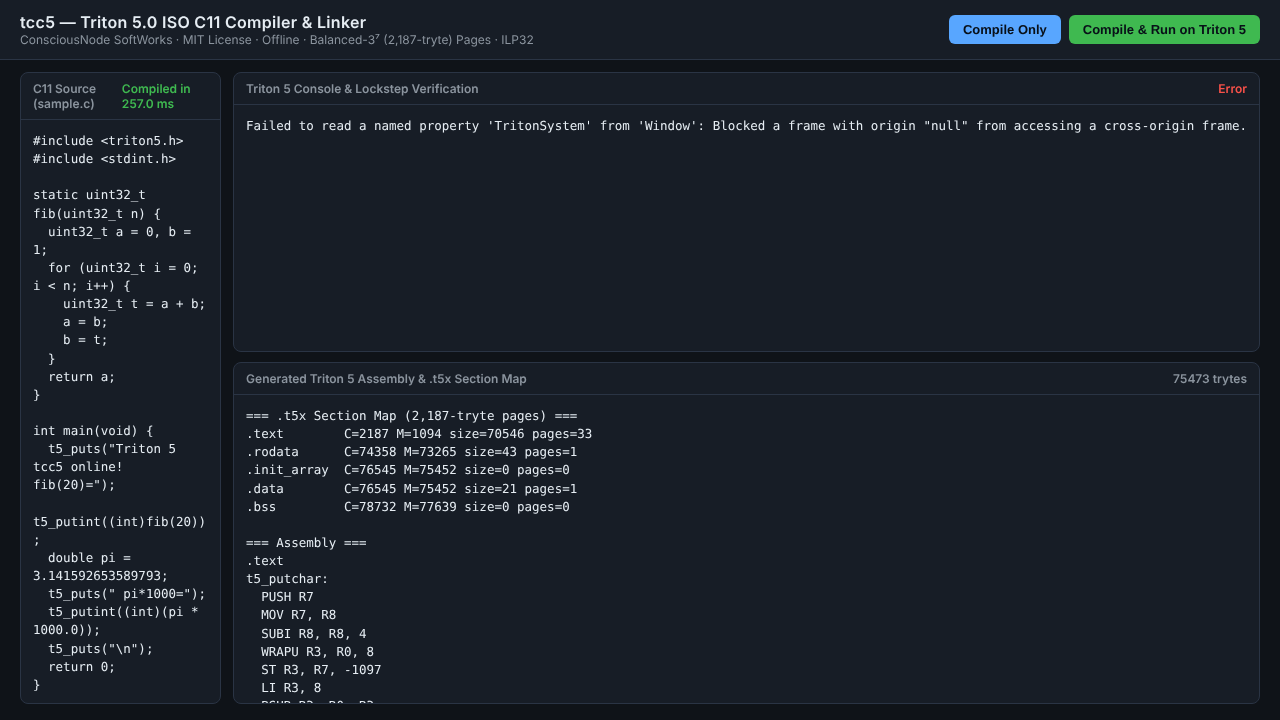 tcc5 — Triton 5.0 ISO C11 Compiler & Linker
ConsciousNode SoftWorks · MIT License · Offline · Balanced-3⁷ (2,187-tryte) Pages · ILP32
Compile Only
Compile & Run on Triton 5
C11 Source
(sample.c)
Compiled in
257.0 ms
#include <triton5.h>
#include <stdint.h>

static uint32_t
fib(uint32_t n) {
  uint32_t a = 0, b =
1;
  for (uint32_t i = 0;
i < n; i++) {
    uint32_t t = a + b;
    a = b;
    b = t;
  }
  return a;
}

int main(void) {
  t5_puts("Triton 5
tcc5 online!
fib(20)=");

t5_putint((int)fib(20))
;
  double pi =
3.141592653589793;
  t5_puts(" pi*1000=");
  t5_putint((int)(pi *
1000.0));
  t5_puts("\n");
  return 0;
}
Triton 5 Console & Lockstep Verification
Error
Failed to read a named property 'TritonSystem' from 'Window': Blocked a frame with origin "null" from accessing a cross-origin frame.
Generated Triton 5 Assembly & .t5x Section Map
75473 trytes
=== .t5x Section Map (2,187-tryte pages) ===
.text        C=2187 M=1094 size=70546 pages=33
.rodata      C=74358 M=73265 size=43 pages=1
.init_array  C=76545 M=75452 size=0 pages=0
.data        C=76545 M=75452 size=21 pages=1
.bss         C=78732 M=77639 size=0 pages=0

=== Assembly ===
.text
t5_putchar:
  PUSH R7
  MOV R7, R8
  SUBI R8, R8, 4
  WRAPU R3, R0, 8
  ST R3, R7, -1097
  LI R3, 8